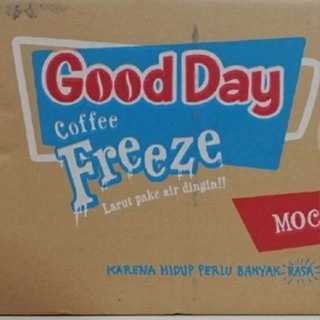 Good Day
Coffee
Freeze
Larut pake air dingin!!
MOC
KARENA HIDUP PERLU BANYAK RASA